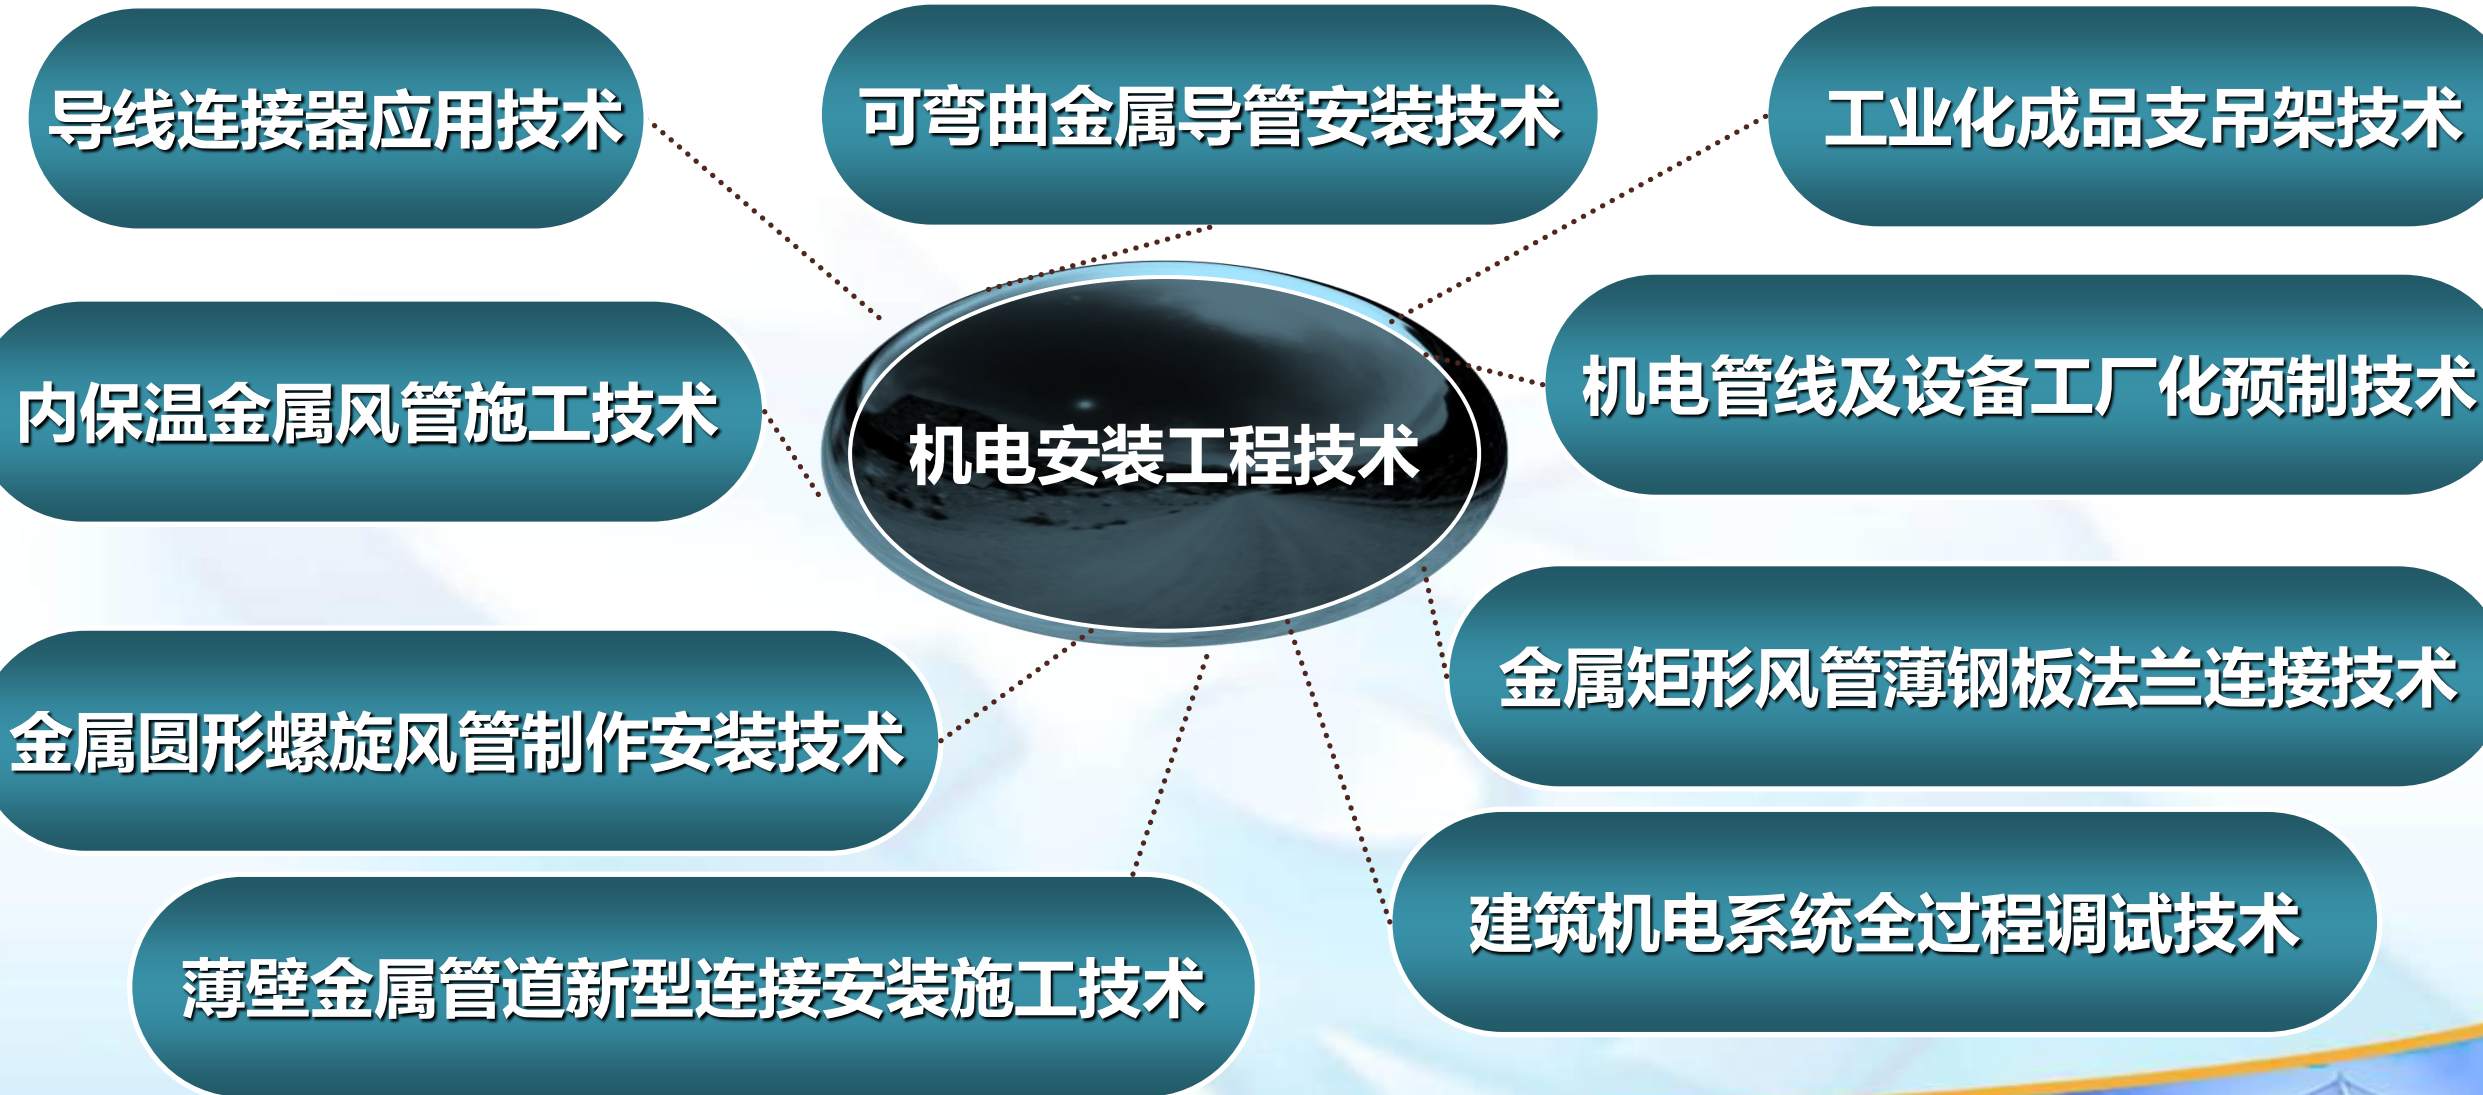 导线连接器应用技术
可弯曲金属导管安装技术
工业化成品支吊架技术
内保温金属风管施工技术
机电安装工程技术
机电管线及设备工厂化预制技术
金属圆形螺旋风管制作安装技术
金属矩形风管薄钢板法兰连接技术
薄壁金属管道新型连接安装施工技术
建筑机电系统全过程调试技术